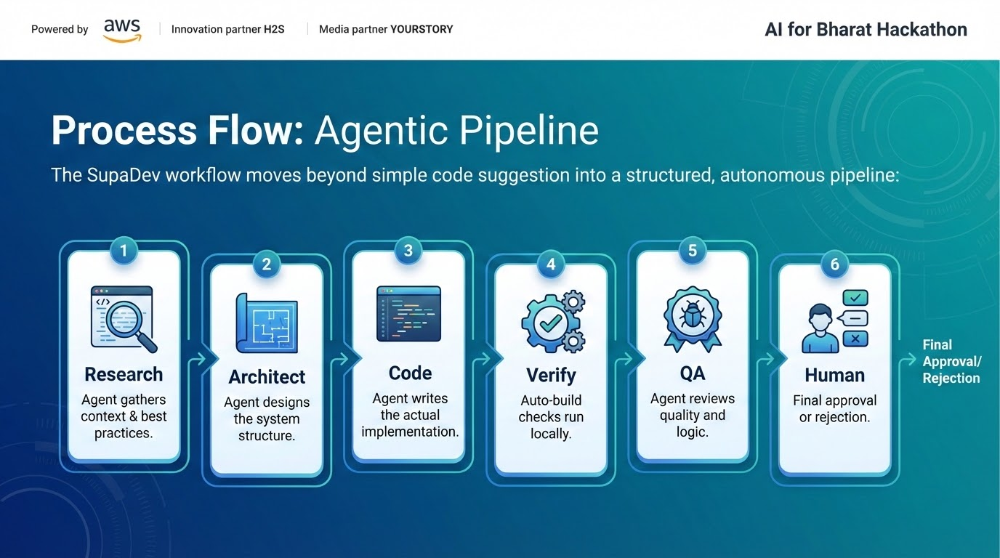 Powered by aws Innovation partner H2S Media partner YOURSTORY AI for Bharat Hackathon
Process Flow: Agentic Pipeline
The SupaDev workflow moves beyond simple code suggestion into a structured, autonomous pipeline:
1
</>
Research
Agent gathers
context & best
practices.
2
Architect
Agent designs
the system
structure.
3
Code
Agent writes
the actual
implementation.
4
Verify
Auto-build
checks run
locally.
5
QA
Agent reviews
quality and
logic.
6
Human
Final approval
or rejection.
Final
Approval/
Rejection